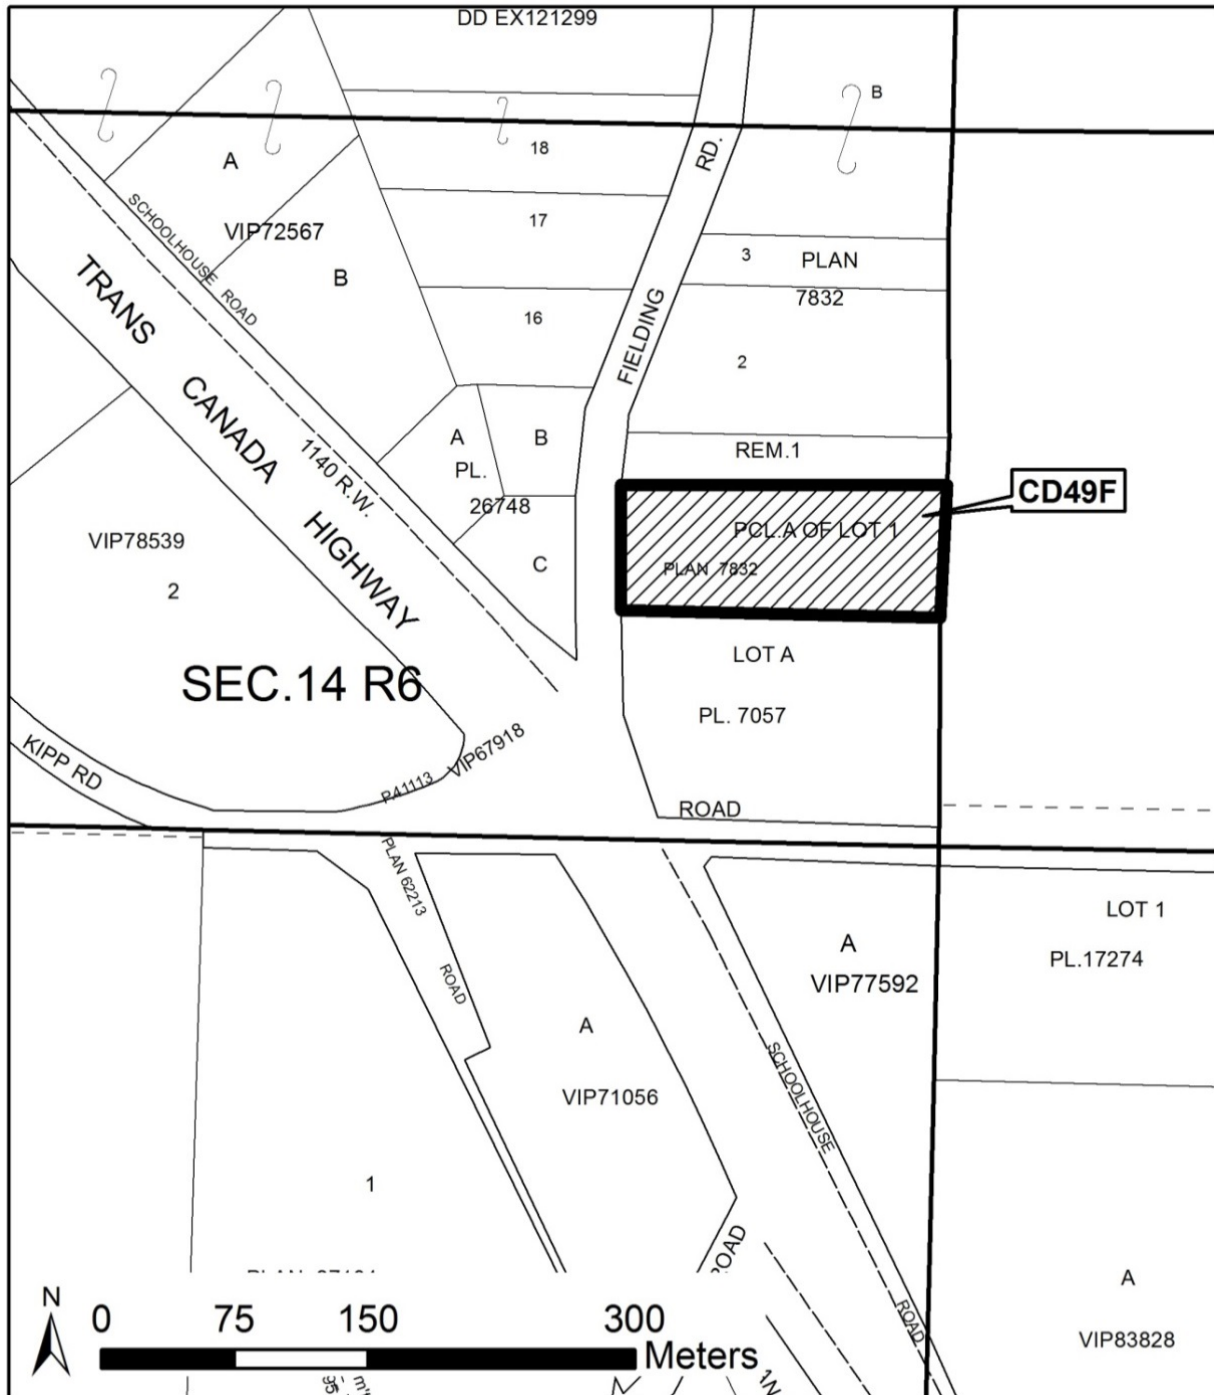 DD EX121299
B
18
RD.
A
17
SCHOOLHOUSE ROAD
VIP72567
3
PLAN
7832
B
TRANS
CANADA
HIGHWAY
16
FIELDING
2
A
B
PL.
26748
1140 R.W.
REM.1
CD49F
PCL.A OF LOT 1
PLAN 7832
VIP78539
2
C
LOT A
SEC.14 R6
PL. 7057
KIPP RD
VIP67918
ROAD
PLAN 62213
ROAD
LOT 1
PL.17274
A
VIP77592
A
VIP71056
SCHOOLHOUSE
ROAD
1
ROAD
A
VIP83828
N
0 75 150 300
Meters